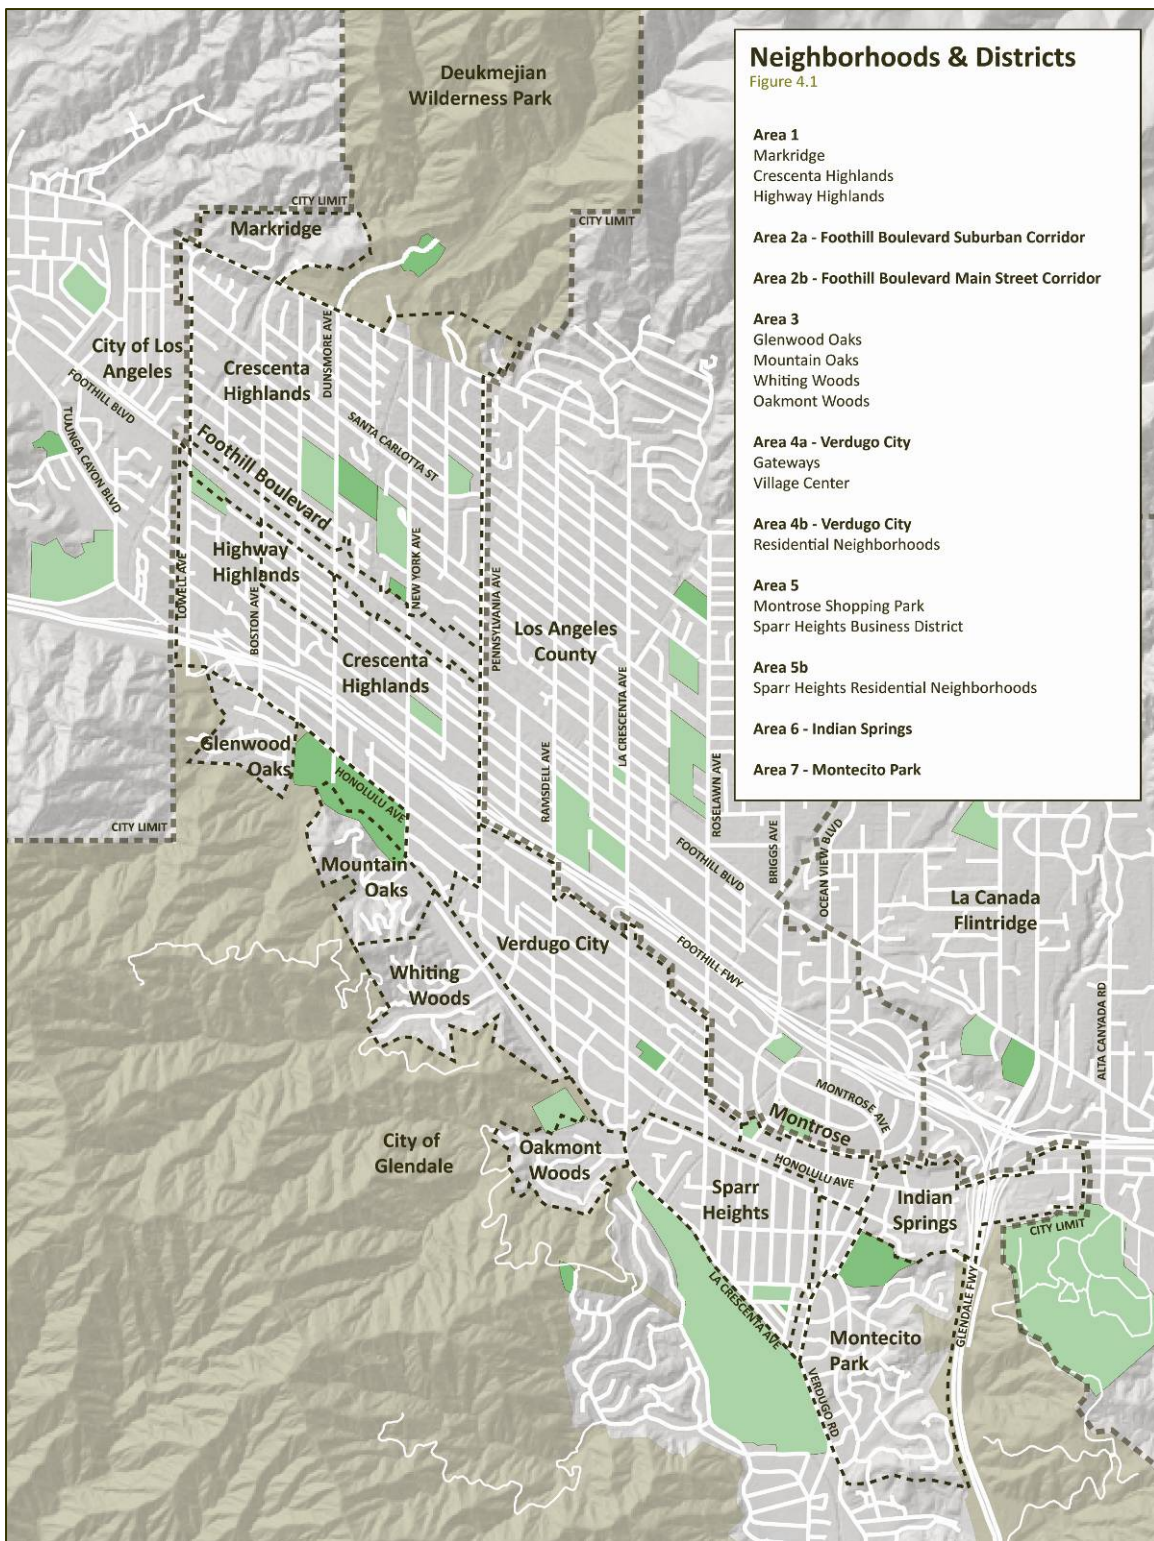 Neighborhoods & Districts
Figure 4.1
Area 1
Markridge
Crescenta Highlands
Highway Highlands
Area 2a - Foothill Boulevard Suburban Corridor
Area 2b - Foothill Boulevard Main Street Corridor
Area 3
Glenwood Oaks
Mountain Oaks
Whiting Woods
Oakmont Woods
Area 4a - Verdugo City
Gateways
Village Center
Area 4b - Verdugo City
Residential Neighborhoods
Area 5
Montrose Shopping Park
Sparr Heights Business District
Area 5b
Sparr Heights Residential Neighborhoods
Area 6 - Indian Springs
Area 7 - Montecito Park
Deukmejian
Wilderness Park
CITY LIMIT
CITY LIMIT
Markridge
City of Los
Angeles
FOOTHILL BLVD
TUJUNGA CAYON BLVD
Crescenta
Highlands
DUNSMORE AVE
SANTA CARLOTTA ST
Foothill Boulevard
Highway
Highlands
LOWELL AVE
BOSTON AVE
NEW YORK AVE
PENNSYLVANIA AVE
Los Angeles
County
Crescenta
Highlands
LA CRESCENTA AVE
RAMSDELL AVE
ROSELAWN AVE
BRIGGS AVE
OCEAN VIEW BLVD
Glenwood
Oaks
HONOLULU AVE
CITY LIMIT
Mountain
Oaks
FOOTHILL BLVD
La Canada
Flintridge
Verdugo City
FOOTHILL FWY
Whiting
Woods
ALTA CANYADA RD
MONTROSE AVE
Montrose
City of
Glendale
Oakmont
Woods
HONOLULU AVE
Sparr
Heights
Indian
Springs
CITY LIMIT
LA CRESCENTA AVE
GLENDALE FWY
Montecito
Park
VERDUGO RD